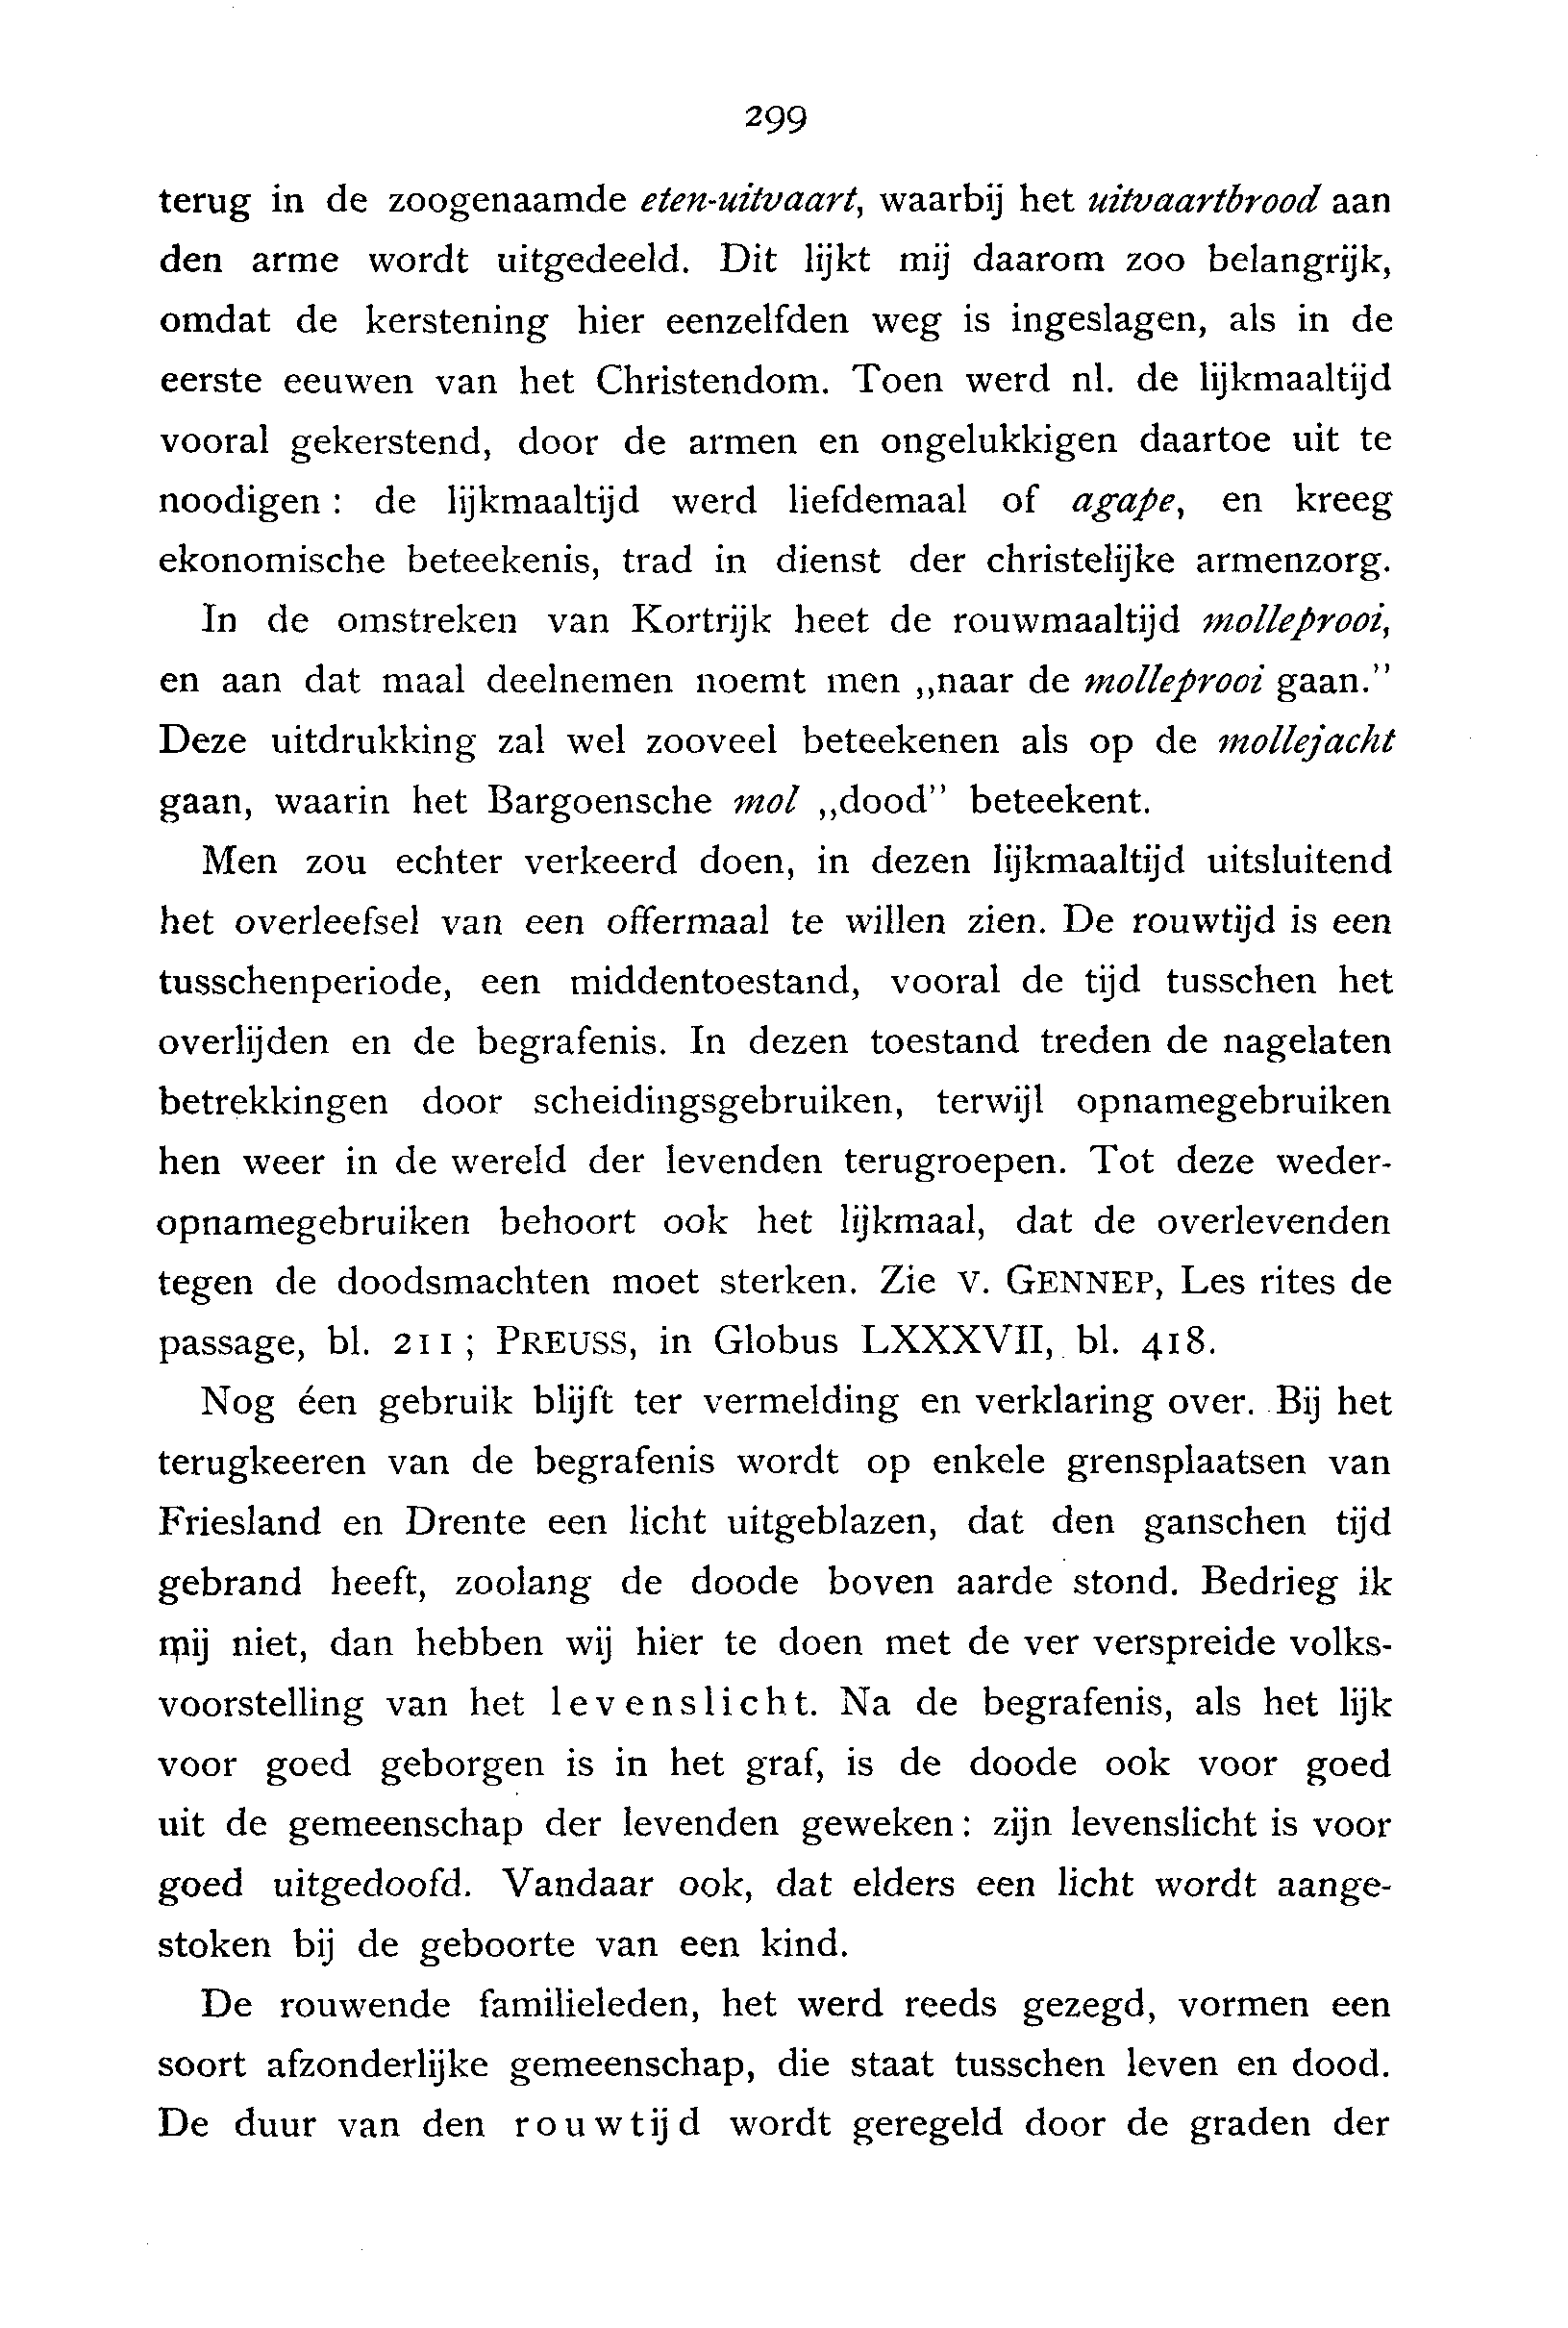 299
terug in de zoogenaamde eten-uitvaart, waarbij het uitvaartbrood aan
den arme wordt uitgedeeld. Dit lijkt mij daarom zoo belangrijk,
omdat de kerstening hier eenzelfden weg is ingeslagen, als in de
eerste eeuwen van het Christendom. Toen werd nl. de lijkmaaltijd
vooral gekerstend, door de armen en ongelukkigen daartoe uit te
noodigen: de lijkmaaltijd werd liefdemaal of agape, en kreeg
ekonomische beteekenis, trad in dienst der christelijke armenzorg.
In de omstreken van Kortrijk heet de rouwmaaltijd molleprooi,
en aan dat maal deelnemen noemt men „naar de molleprooi gaan.”
Deze uitdrukking zal wel zooveel beteekenen als op de mollejacht
gaan, waarin het Bargoensche mol „dood” beteekent.
Men zou echter verkeerd doen, in dezen lijkmaaltijd uitsluitend
het overleefsel van een offermaal te willen zien. De rouwtijd is een
tusschenperiode, een middentoestand, vooral de tijd tusschen het
overlijden en de begrafenis. In dezen toestand treden de nagelaten
betrekkingen door scheidingsgebruiken, terwijl opnamegebruiken
hen weer in de wereld der levenden terugroepen. Tot deze weder-
opnamegebruiken behoort ook het lijkmaal, dat de overlevenden
tegen de doodsmachten moet sterken. Zie V. GENNEP, Les rites de
passage, bl. 211; PREUSS, in Globus LXXXVII, bl. 418.
Nog éen gebruik blijft ter vermelding en verklaring over. Bij het
terugkeeren van de begrafenis wordt op enkele grensplaatsen van
Friesland en Drente een licht uitgeblazen, dat den ganschen tijd
gebrand heeft, zoolang de doode boven aarde stond. Bedrieg ik
mij niet, dan hebben wij hier te doen met de ver verspreide volks-
voorstelling van het levenslicht. Na de begrafenis, als het lijk
voor goed geborgen is in het graf, is de doode ook voor goed
uit de gemeenschap der levenden geweken: zijn levenslicht is voor
goed uitgedoofd. Vandaar ook, dat elders een licht wordt aange-
stoken bij de geboorte van een kind.
De rouwende familieleden, het werd reeds gezegd, vormen een
soort afzonderlijke gemeenschap, die staat tusschen leven en dood.
De duur van den rouwtijd wordt geregeld door de graden der